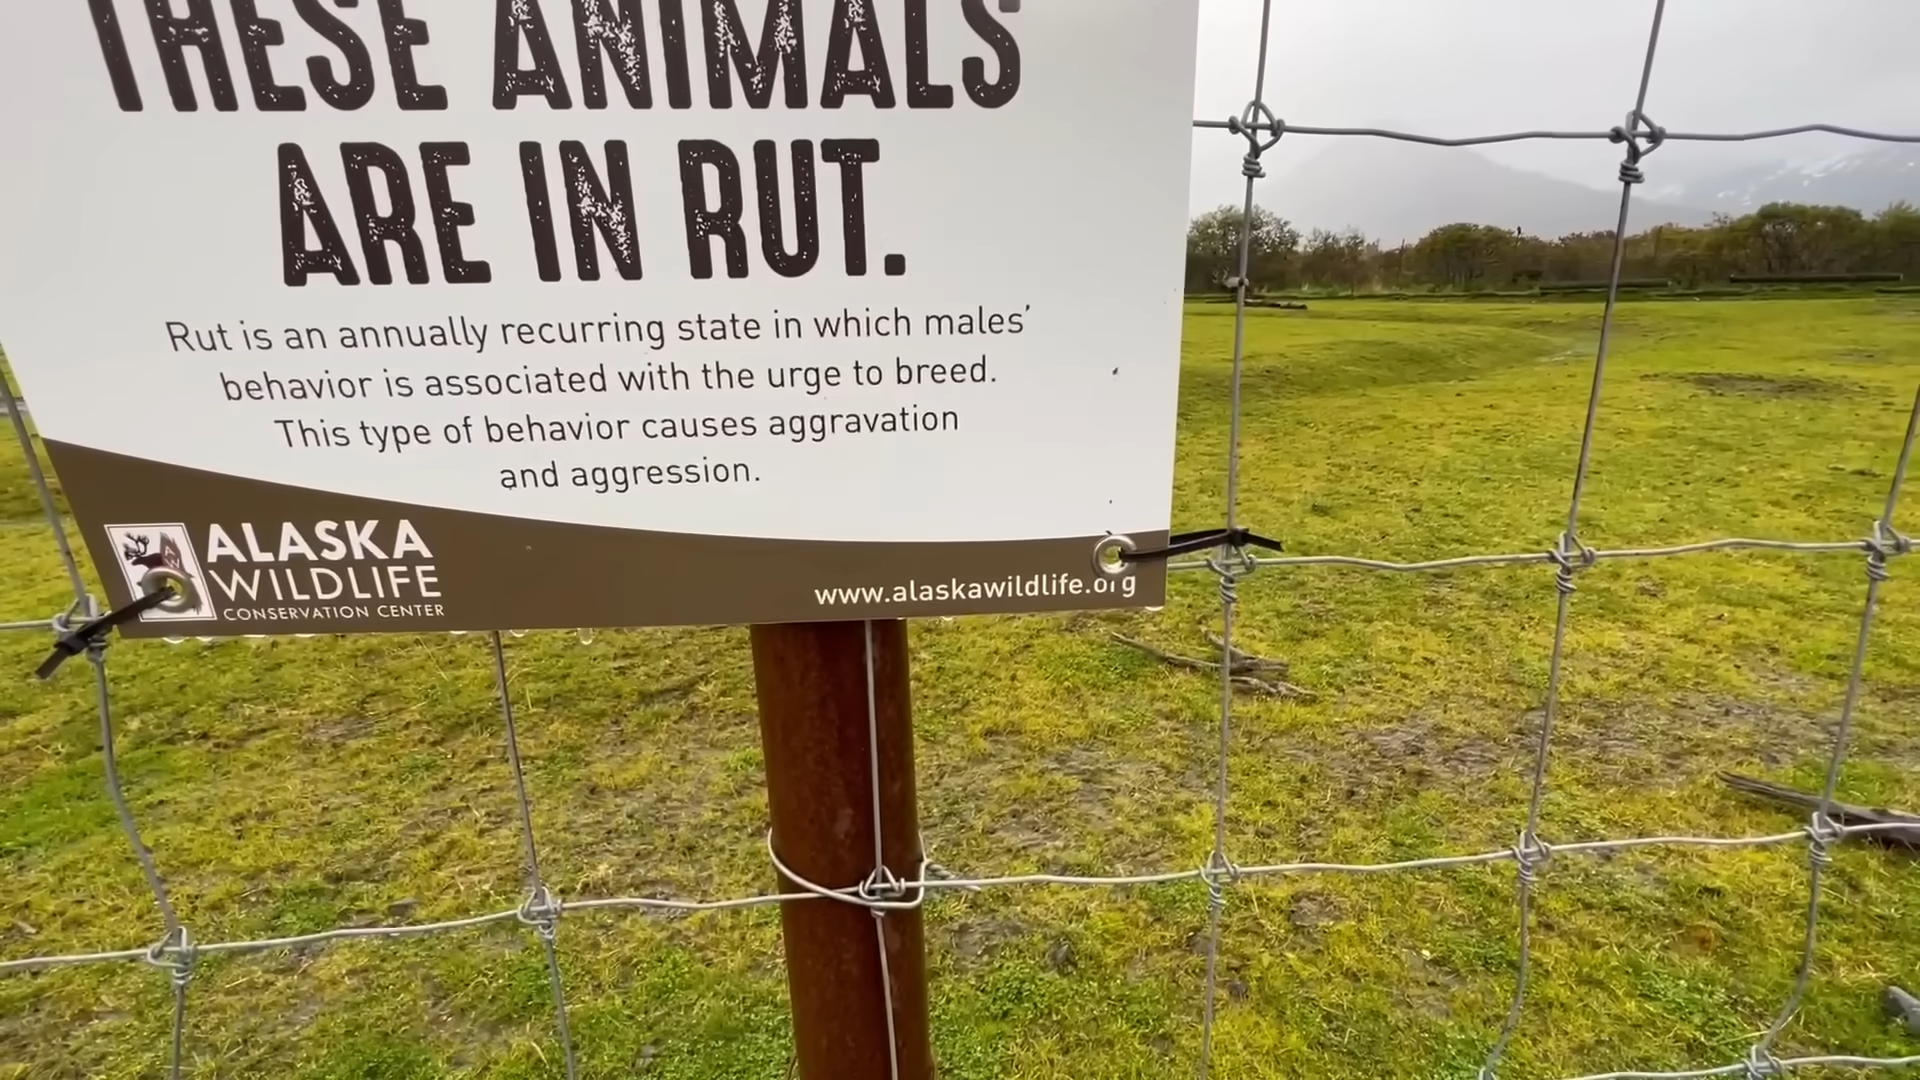 THESE ANIMALS
ARE IN RUT.
Rut is an annually recurring state in which males’
behavior is associated with the urge to breed.
This type of behavior causes aggravation
and aggression.
ALASKA
WILDLIFE
CONSERVATION CENTER
www.alaskawildlife.org